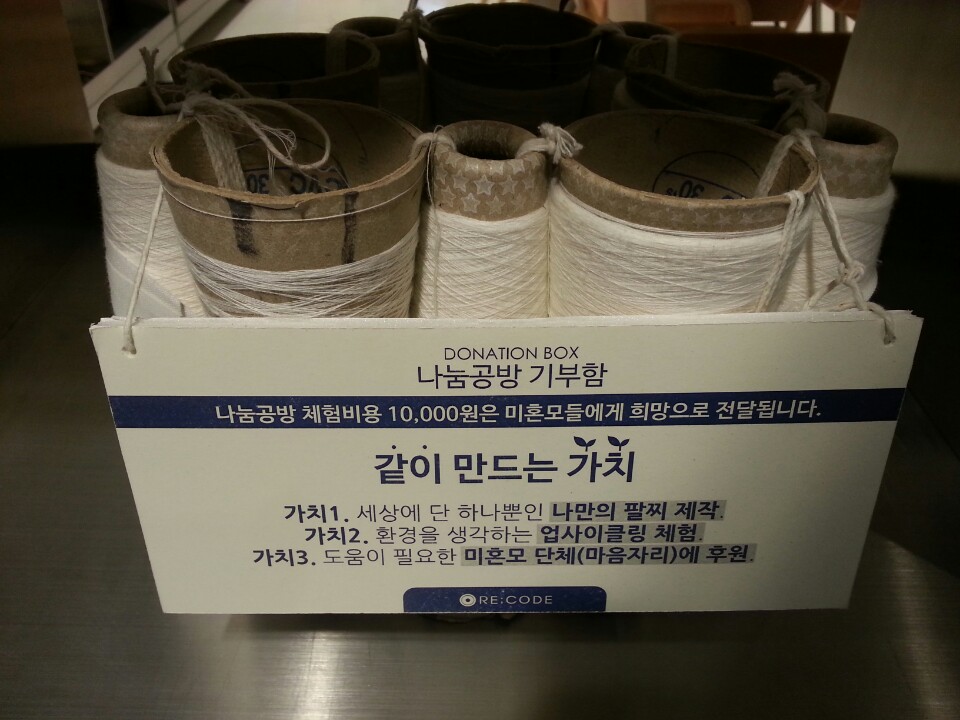 30
30
DONATION BOX
나눔공방 기부함
나눔공방 체험비용 10,000원은 미혼모들에게 희망으로 전달됩니다.
같이 만드는 가치
가치1. 세상에 단 하나뿐인 나만의 팔찌 제작.
가치2. 환경을 생각하는 업사이클링 체험.
가치3. 도움이 필요한 미혼모 단체(마음자리)에 후원.
RE:CODE